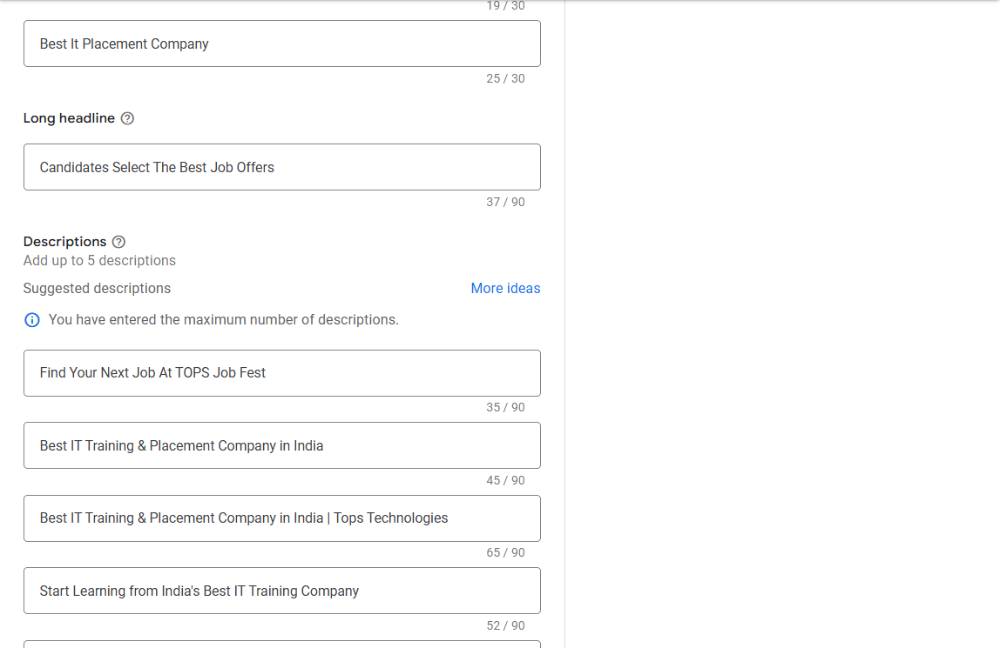 19 / 30
Best It Placement Company
25 / 30
Long headline
Candidates Select The Best Job Offers
37 / 90
Descriptions
Add up to 5 descriptions
Suggested descriptions More ideas
You have entered the maximum number of descriptions.
Find Your Next Job At TOPS Job Fest
35 / 90
Best IT Training & Placement Company in India
45 / 90
Best IT Training & Placement Company in India | Tops Technologies
65 / 90
Start Learning from India's Best IT Training Company
52 / 90